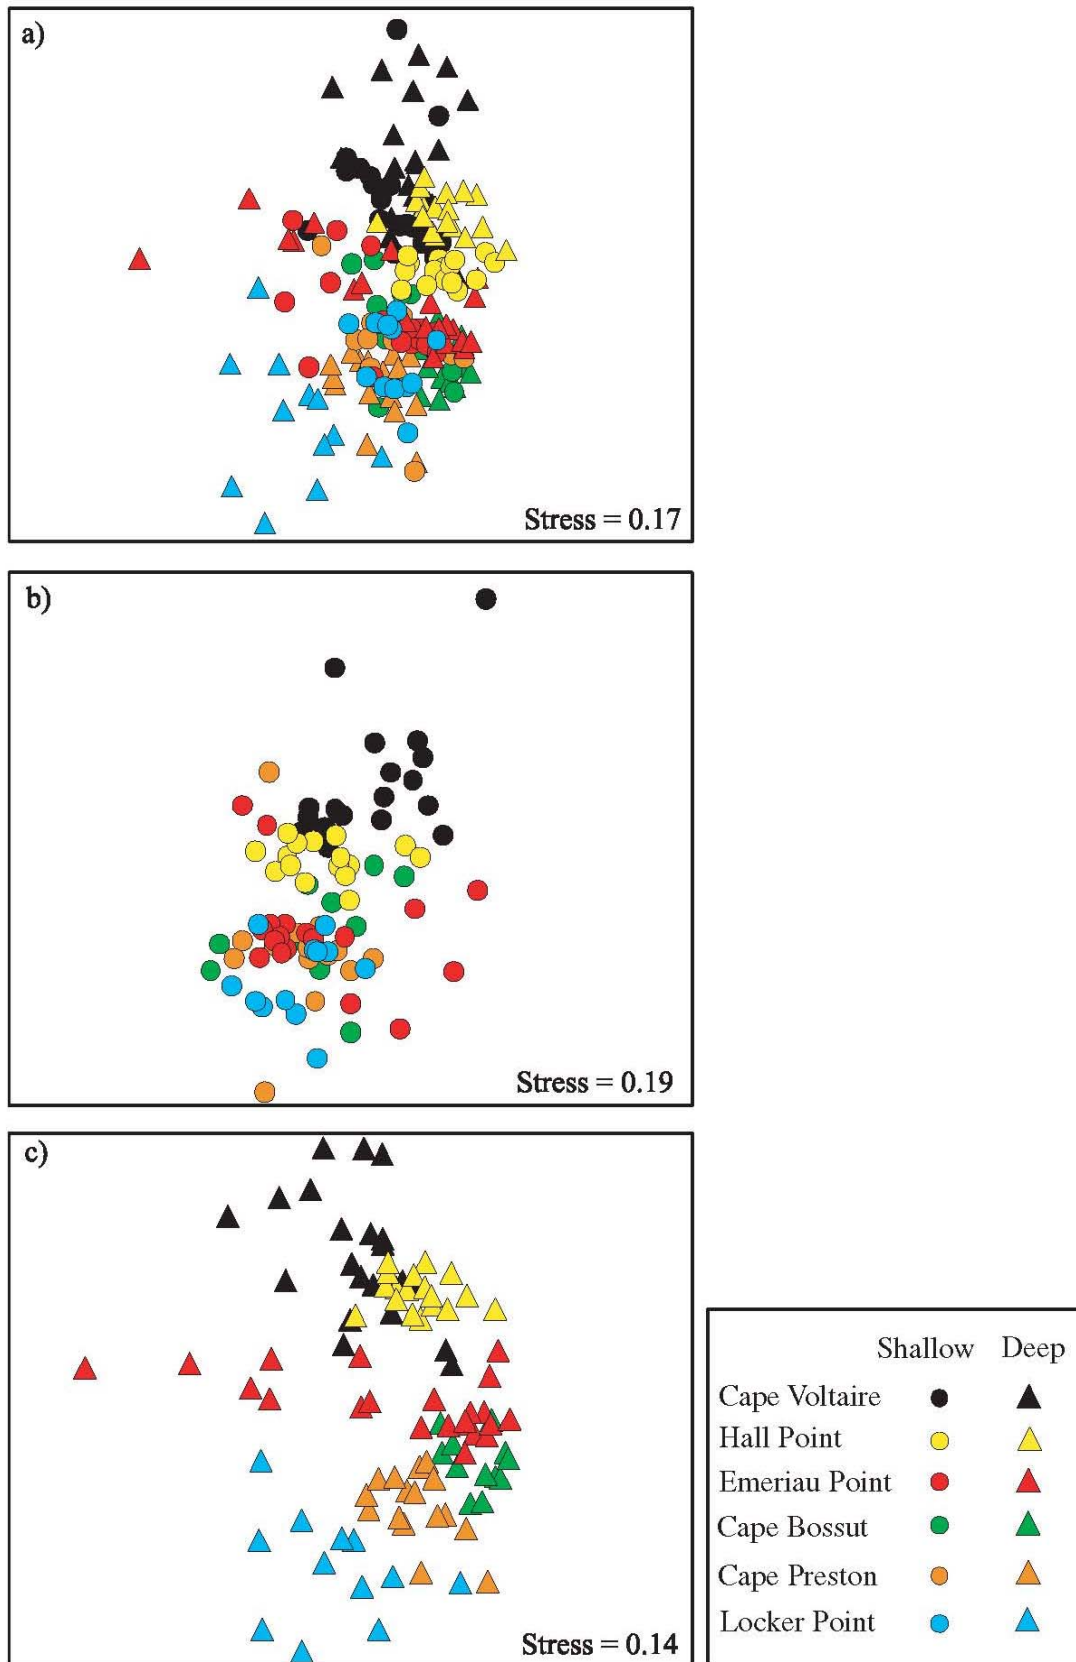 a)
Stress = 0.17
b)
Stress = 0.19
c)
Stress = 0.14
Shallow Deep
Cape Voltaire
Hall Point
Emeriau Point
Cape Bossut
Cape Preston
Locker Point